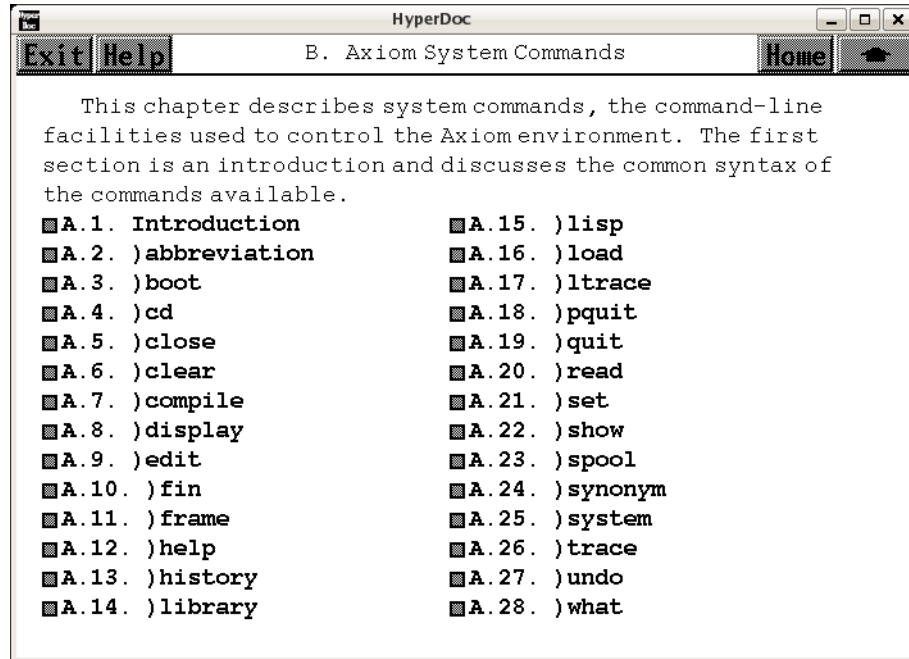 Hyper
Doc
HyperDoc
Exit Help B. Axiom System Commands Home
This chapter describes system commands, the command-line
facilities used to control the Axiom environment. The first
section is an introduction and discusses the common syntax of
the commands available.
A.1. Introduction
A.2. )abbreviation
A.3. )boot
A.4. )cd
A.5. )close
A.6. )clear
A.7. )compile
A.8. )display
A.9. )edit
A.10. )fin
A.11. )frame
A.12. )help
A.13. )history
A.14. )library
A.15. )lisp
A.16. )load
A.17. )ltrace
A.18. )pquit
A.19. )quit
A.20. )read
A.21. )set
A.22. )show
A.23. )spool
A.24. )synonym
A.25. )system
A.26. )trace
A.27. )undo
A.28. )what